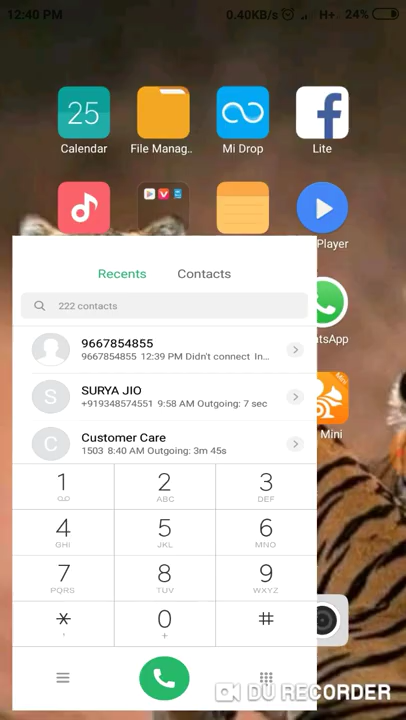 12:40 PM 0.40KB/s H+ 24%
25
Calendar File Manag.. Mi Drop Lite
Player
Recents Contacts
222 contacts
atsApp
9667854855
9667854855 12:39 PM Didn't connect In...
S SURYA JIO
+919348574551 9:58 AM Outgoing: 7 sec
Mini
C Customer Care
1503 8:40 AM Outgoing: 3m 45s
1 2 3
ABC DEF
4 5 6
GHI JKL MNO
7 8 9
PQRS TUV WXYZ
* 0 #
, +
DU RECORDER